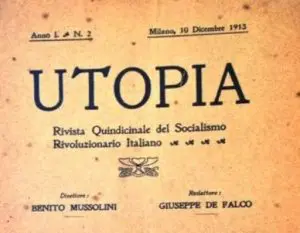 Anno I. N. 2
Milano, 10 Dicembre 1913
UTOPIA
Rivista Quindicinale del Socialismo
Rivoluzionario Italiano
Direttore:
BENITO MUSSOLINI
Redattore:
GIUSEPPE DE FALCO